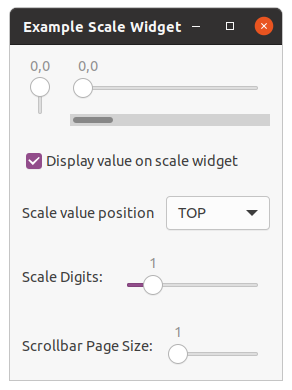 Example Scale Widget
0,0 0,0
Display value on scale widget
Scale value position TOP
1
Scale Digits:
1
Scrollbar Page Size: